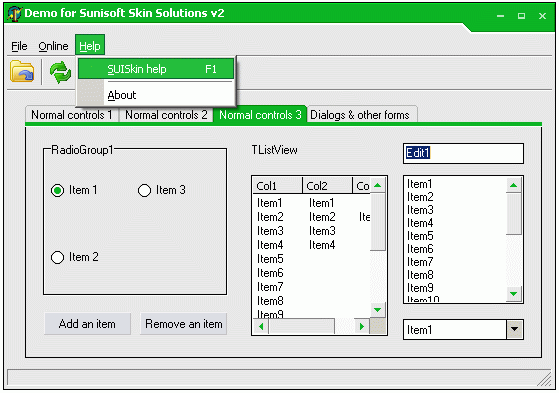 Demo for Sunisoft Skin Solutions v2
File Online Help
SUISkin help F1
About
Normal controls 1 Normal controls 2 Normal controls 3 Dialogs & other forms
RadioGroup1
Item 1
Item 3
Item 2
Add an item
Remove an item
TListView
Col1 Col2 Co
Item1 Item1
Item2 Item2 Ite
Item3 Item3
Item4 Item4
Item5
Item6
Item7
Item8
Item9
Edit1
Item1
Item2
Item3
Item4
Item5
Item6
Item7
Item8
Item9
Item10
Item1